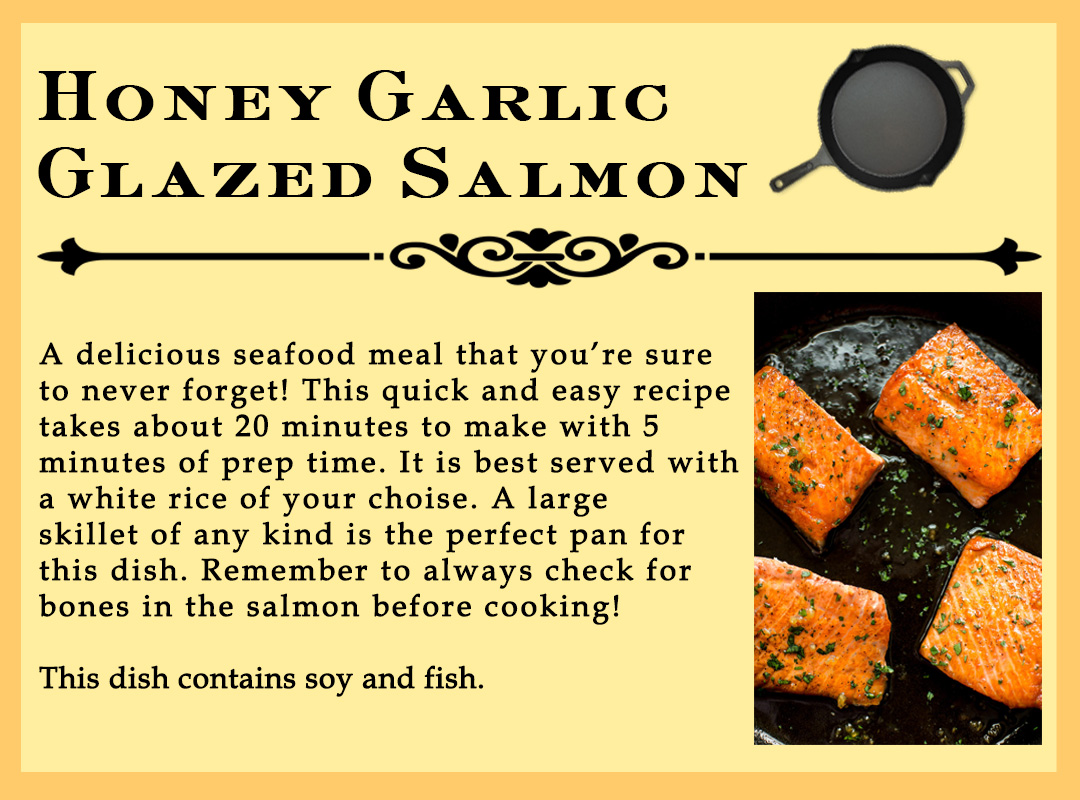 Honey Garlic
Glazed Salmon
A delicious seafood meal that you’re sure
to never forget! This quick and easy recipe
takes about 20 minutes to make with 5
minutes of prep time. It is best served with
a white rice of your choise. A large
skillet of any kind is the perfect pan for
this dish. Remember to always check for
bones in the salmon before cooking!
This dish contains soy and fish.